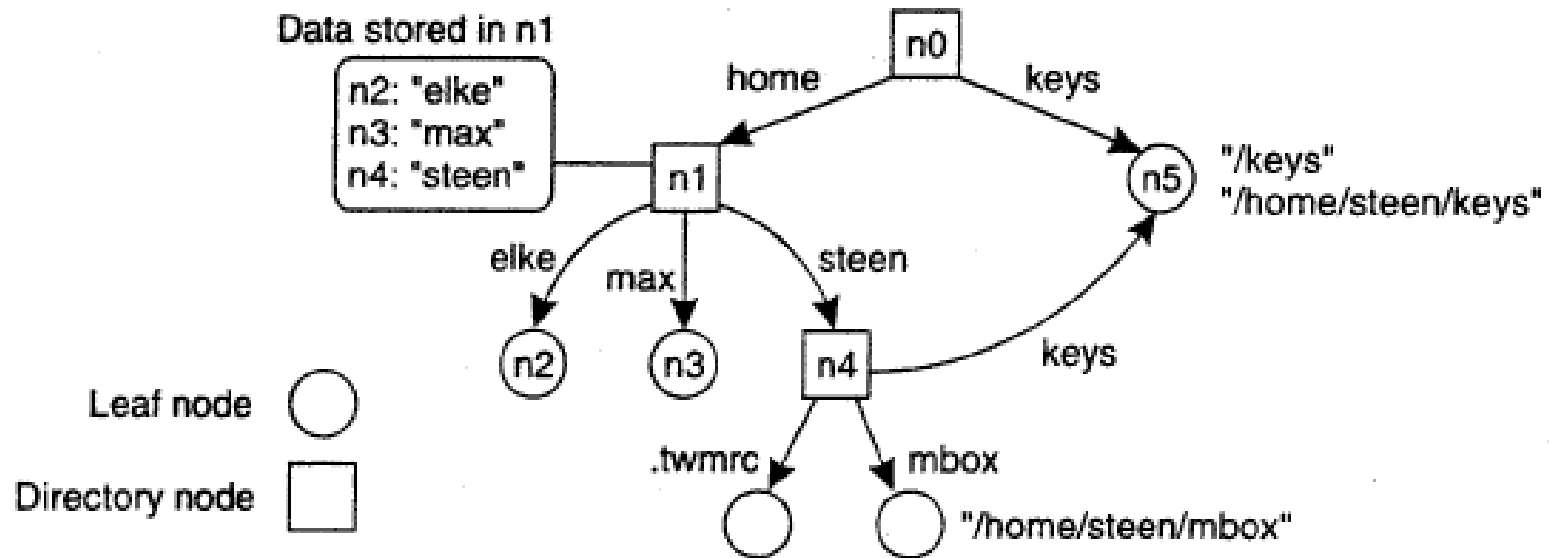 Data stored in n1
n2: "elke"
n3: "max"
n4: "steen"
n0
home
keys
n1
n5
"/keys"
"/home/steen/keys"
elke
max
steen
n2
n3
n4
keys
Leaf node
.twmrc
mbox
Directory node
"/home/steen/mbox"